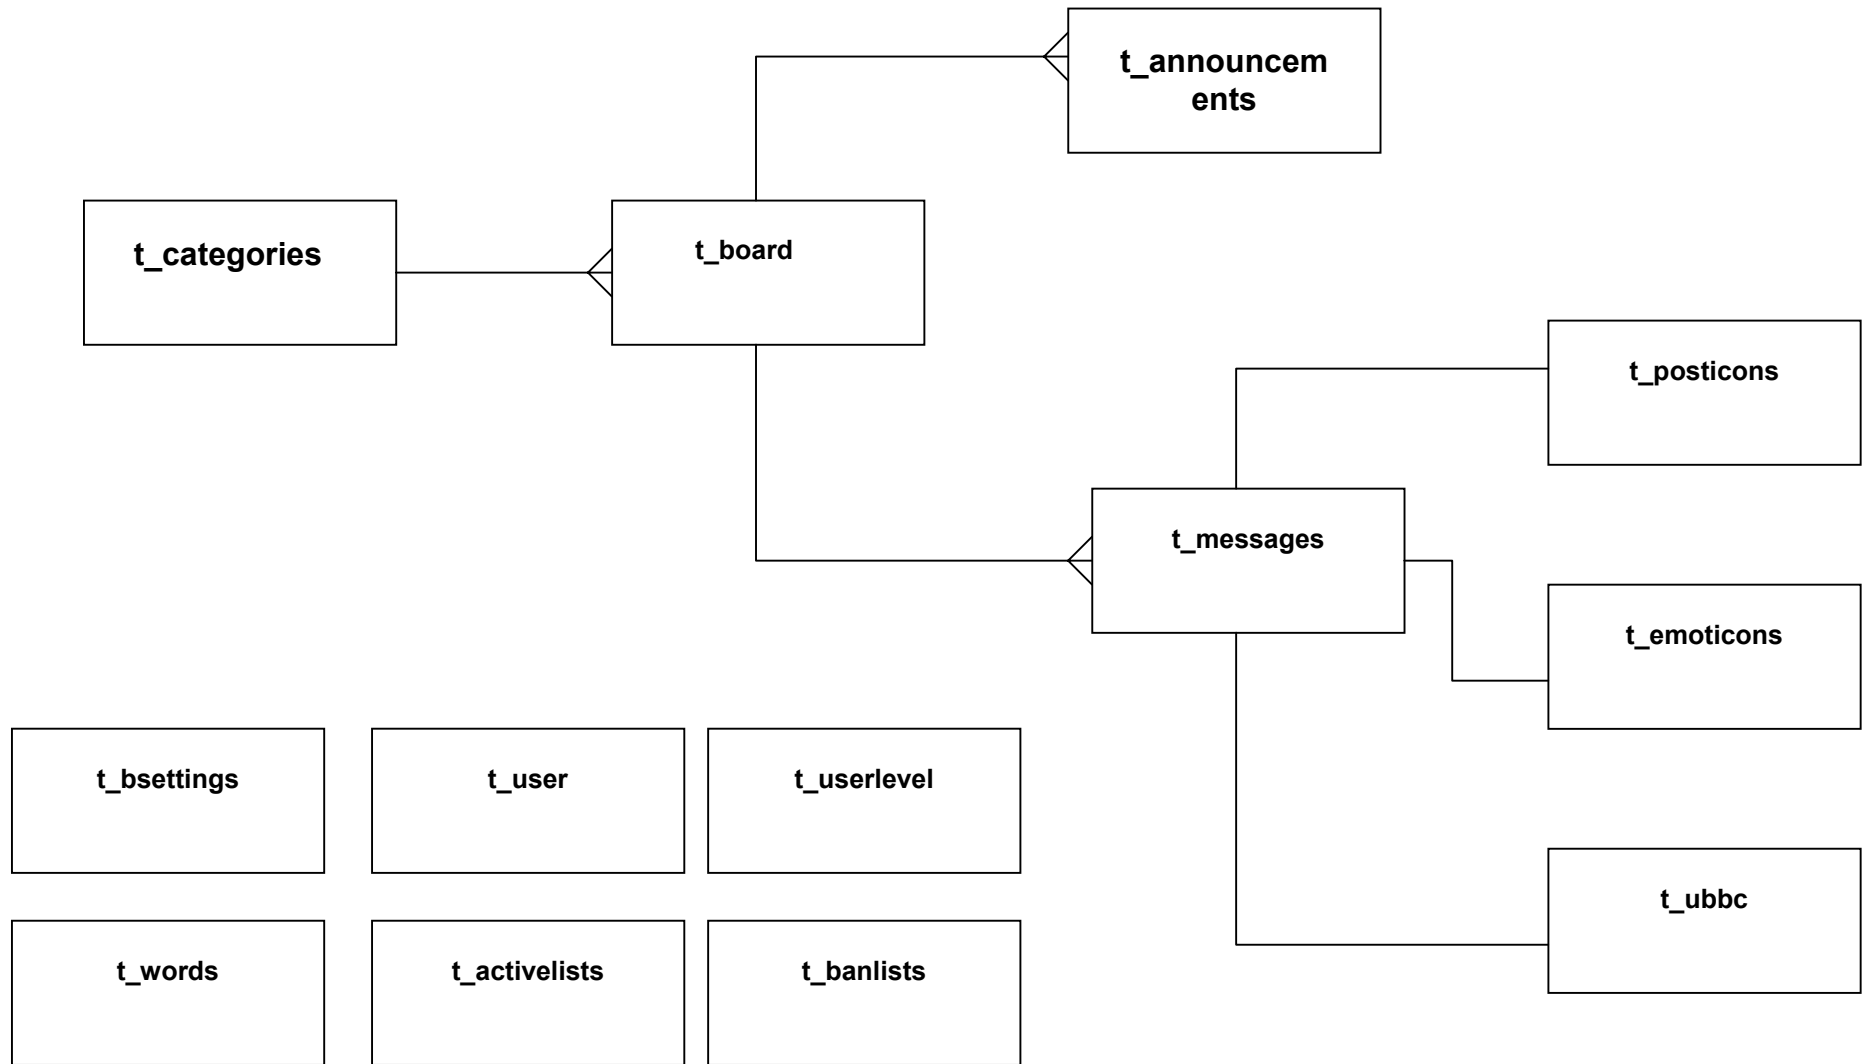 t_announcem
ents
t_categories
t_board
t_posticons
t_messages
t_emoticons
t_bsettings
t_user
t_userlevel
t_ubbc
t_words
t_activelists
t_banlists